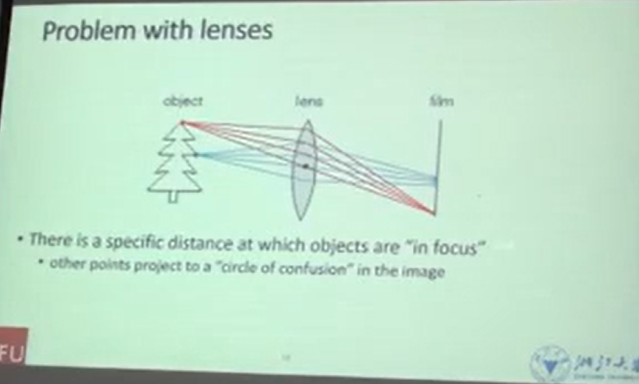 Problem with lenses
object lens film
• There is a specific distance at which objects are "in focus"
• other points project to a "circle of confusion" in the image
FU